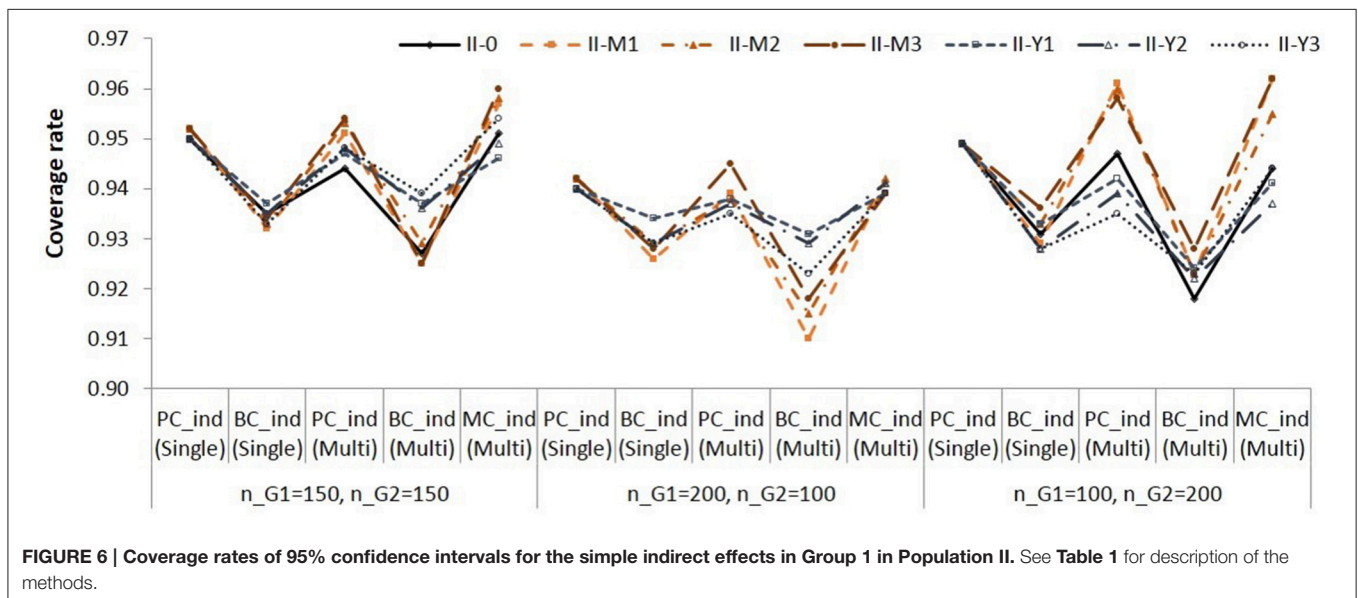 0.97
II-0
II-M1
II-M2
II-M3
II-Y1
II-Y2
II-Y3
0.96
0.95
0.94
0.93
0.92
0.91
0.90
Coverage rate
PC_ind BC_ind PC_ind BC_ind MC_ind PC_ind BC_ind PC_ind BC_ind MC_ind PC_ind BC_ind PC_ind BC_ind MC_ind
(Single) (Single) (Multi) (Multi) (Multi) (Single) (Single) (Multi) (Multi) (Multi) (Single) (Single) (Multi) (Multi) (Multi)
n_G1=150, n_G2=150 n_G1=200, n_G2=100 n_G1=100, n_G2=200
FIGURE 6 | Coverage rates of 95% confidence intervals for the simple indirect effects in Group 1 in Population II. See Table 1 for description of the
methods.